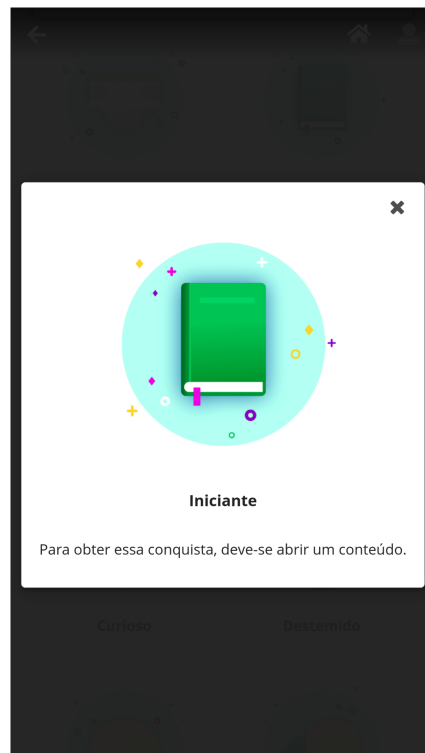 Iniciante
Para obter essa conquista, deve-se abrir um conteúdo.
Curioso
Destemido